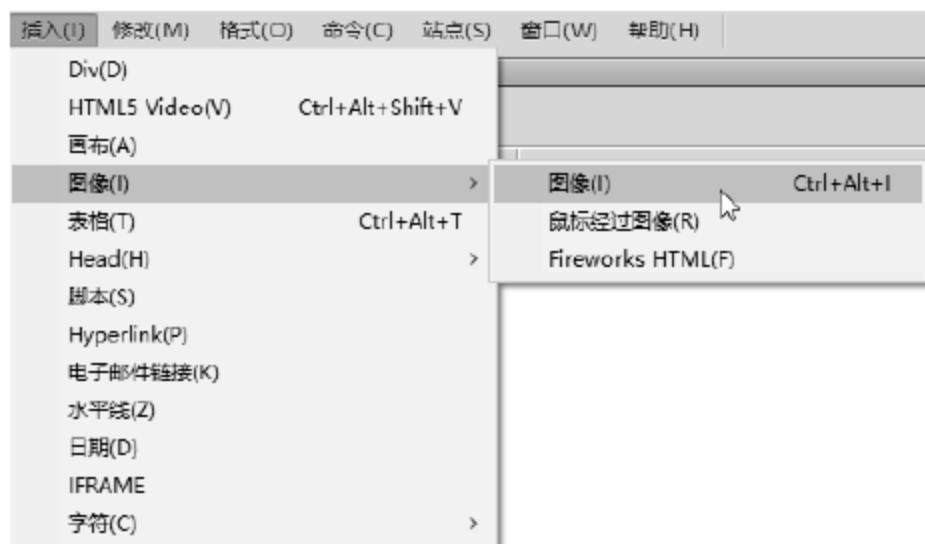 插入(I) 修改(M) 格式(O) 命令(C) 站点(S) 窗口(W) 帮助(H)
Div(D)
HTML5 Video(V) Ctrl+Alt+Shift+V
画布(A)
图像(I) >
表格(T) Ctrl+Alt+T
Head(H) >
脚本(S)
Hyperlink(P)
电子邮件链接(K)
水平线(Z)
日期(D)
IFRAME
字符(C) >
图像(I) Ctrl+Alt+I
鼠标经过图像(R)
Fireworks HTML(F)